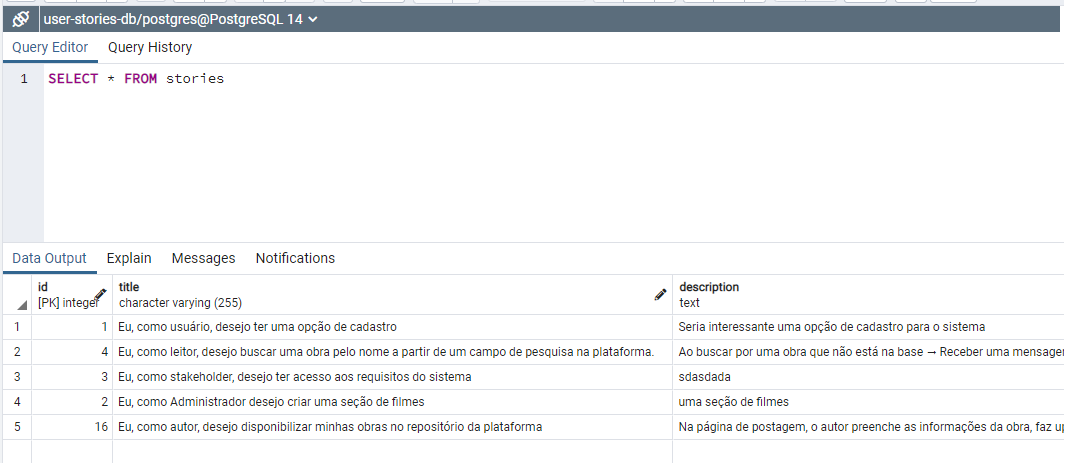 user-stories-db/postgres@PostgreSQL 14
Query Editor Query History
1 SELECT * FROM stories
Data Output Explain Messages Notifications
id title description
[PK] integer character varying (255) text
1 1 Eu, como usuário, desejo ter uma opção de cadastro Seria interessante uma opção de cadastro para o sistema
2 4 Eu, como leitor, desejo buscar uma obra pelo nome a partir de um campo de pesquisa na plataforma. Ao buscar por uma obra que não está na base → Receber uma mensagem
3 3 Eu, como stakeholder, desejo ter acesso aos requisitos do sistema sdasdada
4 2 Eu, como Administrador desejo criar uma seção de filmes uma seção de filmes
5 16 Eu, como autor, desejo disponibilizar minhas obras no repositório da plataforma Na página de postagem, o autor preenche as informações da obra, faz up